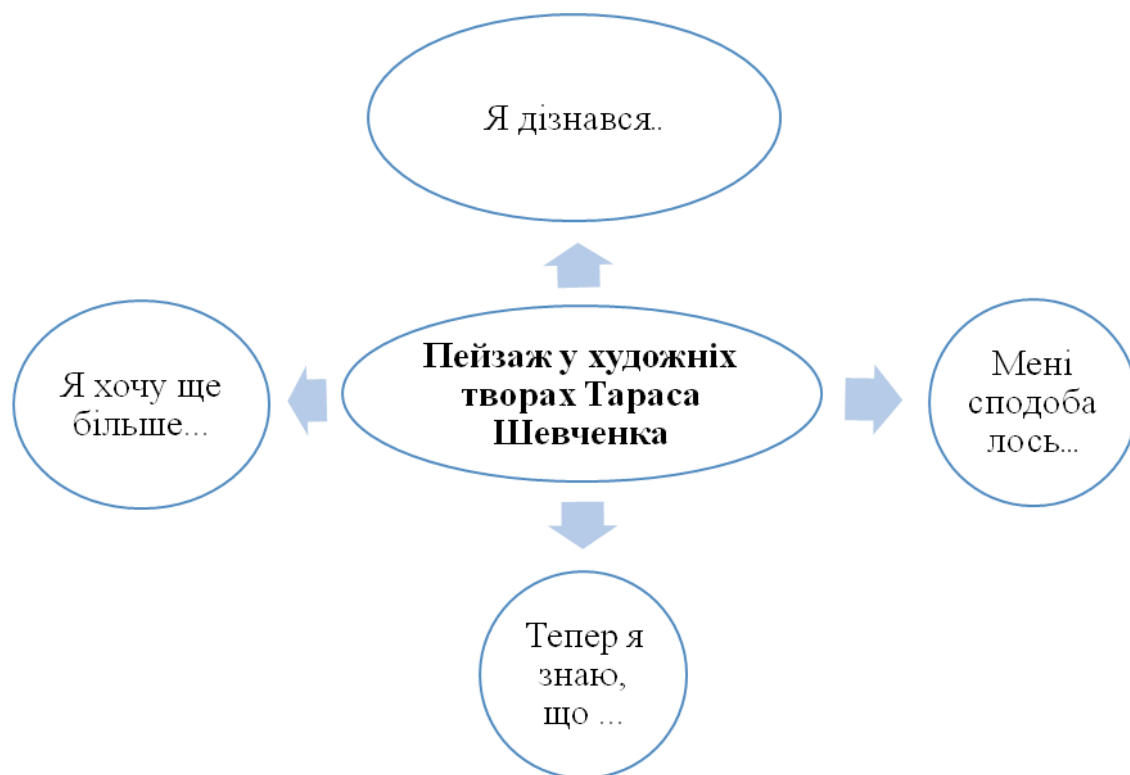 Я дізнався..
Пейзаж у художніх
творах Тараса
Шевченка
Я хочу ще
більше...
Мені
сподоба
лось...
Тепер я
знаю,
що ...